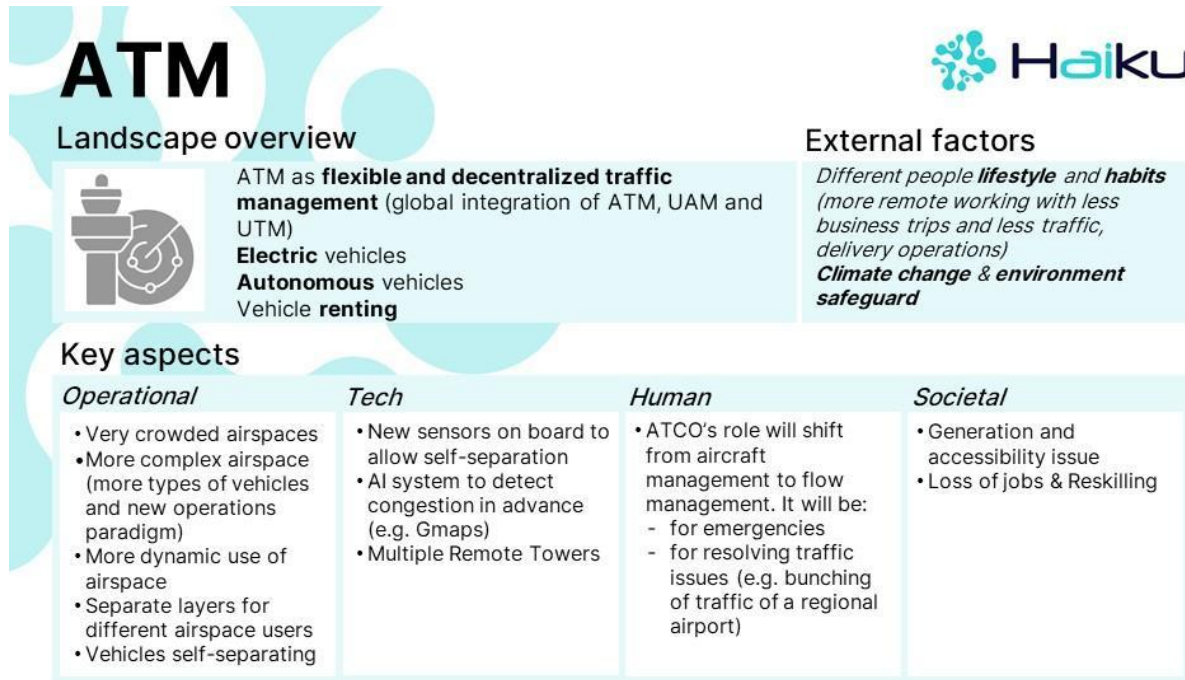 ATM
Haiku
Landscape overview
ATM as flexible and decentralized traffic
management (global integration of ATM, UAM and
UTM)
Electric vehicles
Autonomous vehicles
Vehicle renting
External factors
Different people lifestyle and habits
(more remote working with less
business trips and less traffic,
delivery operations)
Climate change & environment
safeguard
Key aspects
Operational
• Very crowded airspaces
• More complex airspace
(more types of vehicles
and new operations
paradigm)
• More dynamic use of
airspace
• Separate layers for
different airspace users
• Vehicles self-separating
Tech
• New sensors on board to
allow self-separation
• AI system to detect
congestion in advance
(e.g. Gmaps)
• Multiple Remote Towers
Human
• ATCO's role will shift
from aircraft
management to flow
management. It will be:
- for emergencies
- for resolving traffic
issues (e.g. bunching
of traffic of a regional
airport)
Societal
• Generation and
accessibility issue
• Loss of jobs & Reskilling